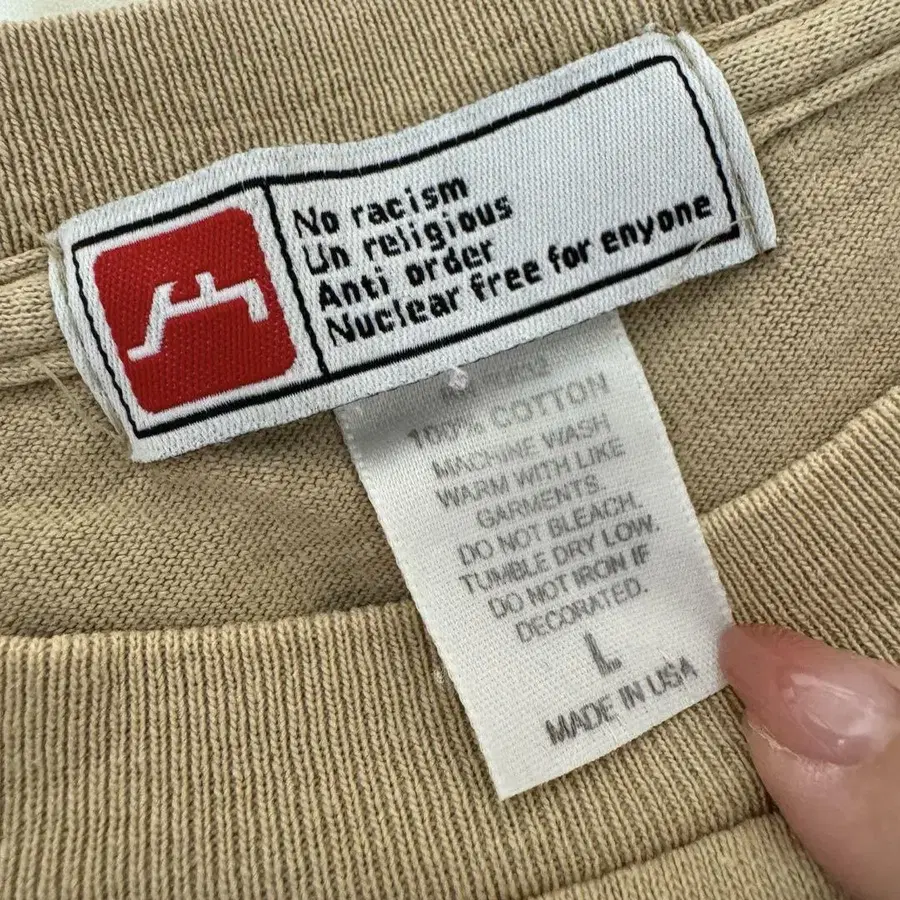 No racism
Un religious
Anti order
Nuclear free for enyone
100% COTTON
MACHINE WASH
WARM WITH LIKE
GARMENTS.
DO NOT BLEACH.
TUMBLE DRY LOW.
DO NOT IRON IF
DECORATED.
L
MADE IN USA